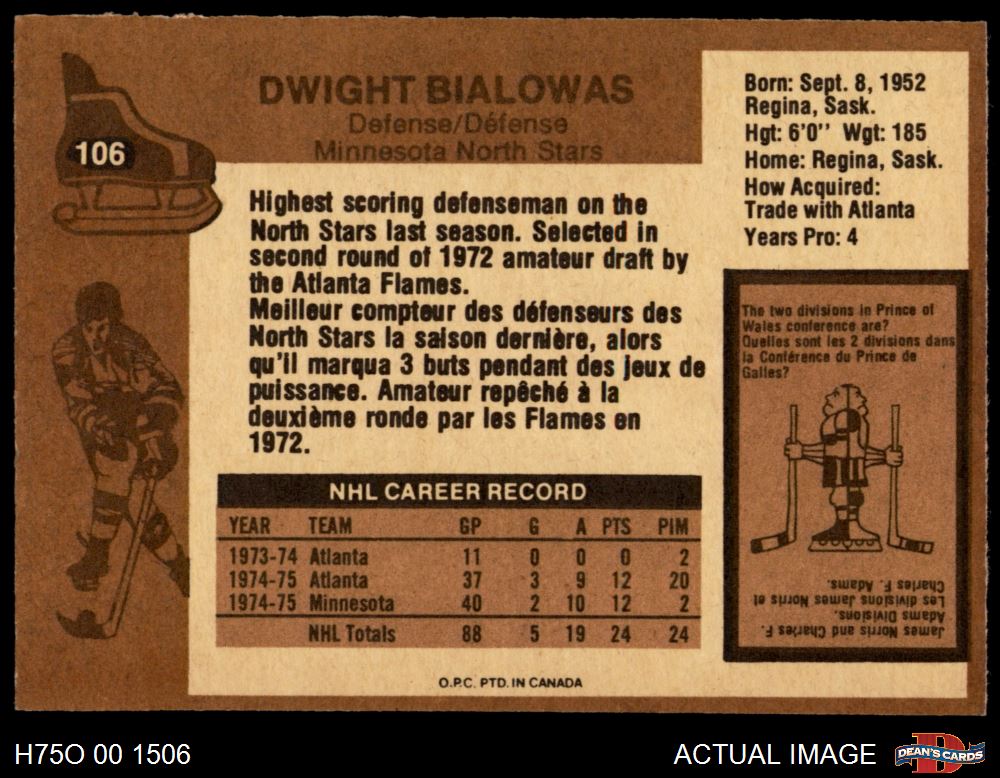 106
DWIGHT BIALOWAS
Defense/Défense
Minnesota North Stars
Born: Sept. 8, 1952
Regina, Sask.
Hgt: 6'0'' Wgt: 185
Home: Regina, Sask.
How Acquired:
Trade with Atlanta
Years Pro: 4
Highest scoring defenseman on the
North Stars last season. Selected in
second round of 1972 amateur draft by
the Atlanta Flames.
Meilleur compteur des défenseurs des
North Stars la saison dernière, alors
qu'il marqua 3 buts pendant des jeux de
puissance. Amateur repêché à la
deuxième ronde par les Flames en
1972.
The two divisions in Prince of
Wales conference are?
Quelles sont les 2 divisions dans
la Conférence du Prince de
Galles?
James Norris and Charles F.
Adams Divisions.
Les divisions James Norris et
Charles F. Adams.
NHL CAREER RECORD
YEAR TEAM GP G A PTS PIM
1973-74 Atlanta 11 0 0 0 2
1974-75 Atlanta 37 3 9 12 20
1974-75 Minnesota 40 2 10 12 2
NHL Totals 88 5 19 24 24
O.P.C. PTD. IN CANADA
H75O 00 1506
ACTUAL IMAGE
DEAN'S CARDS